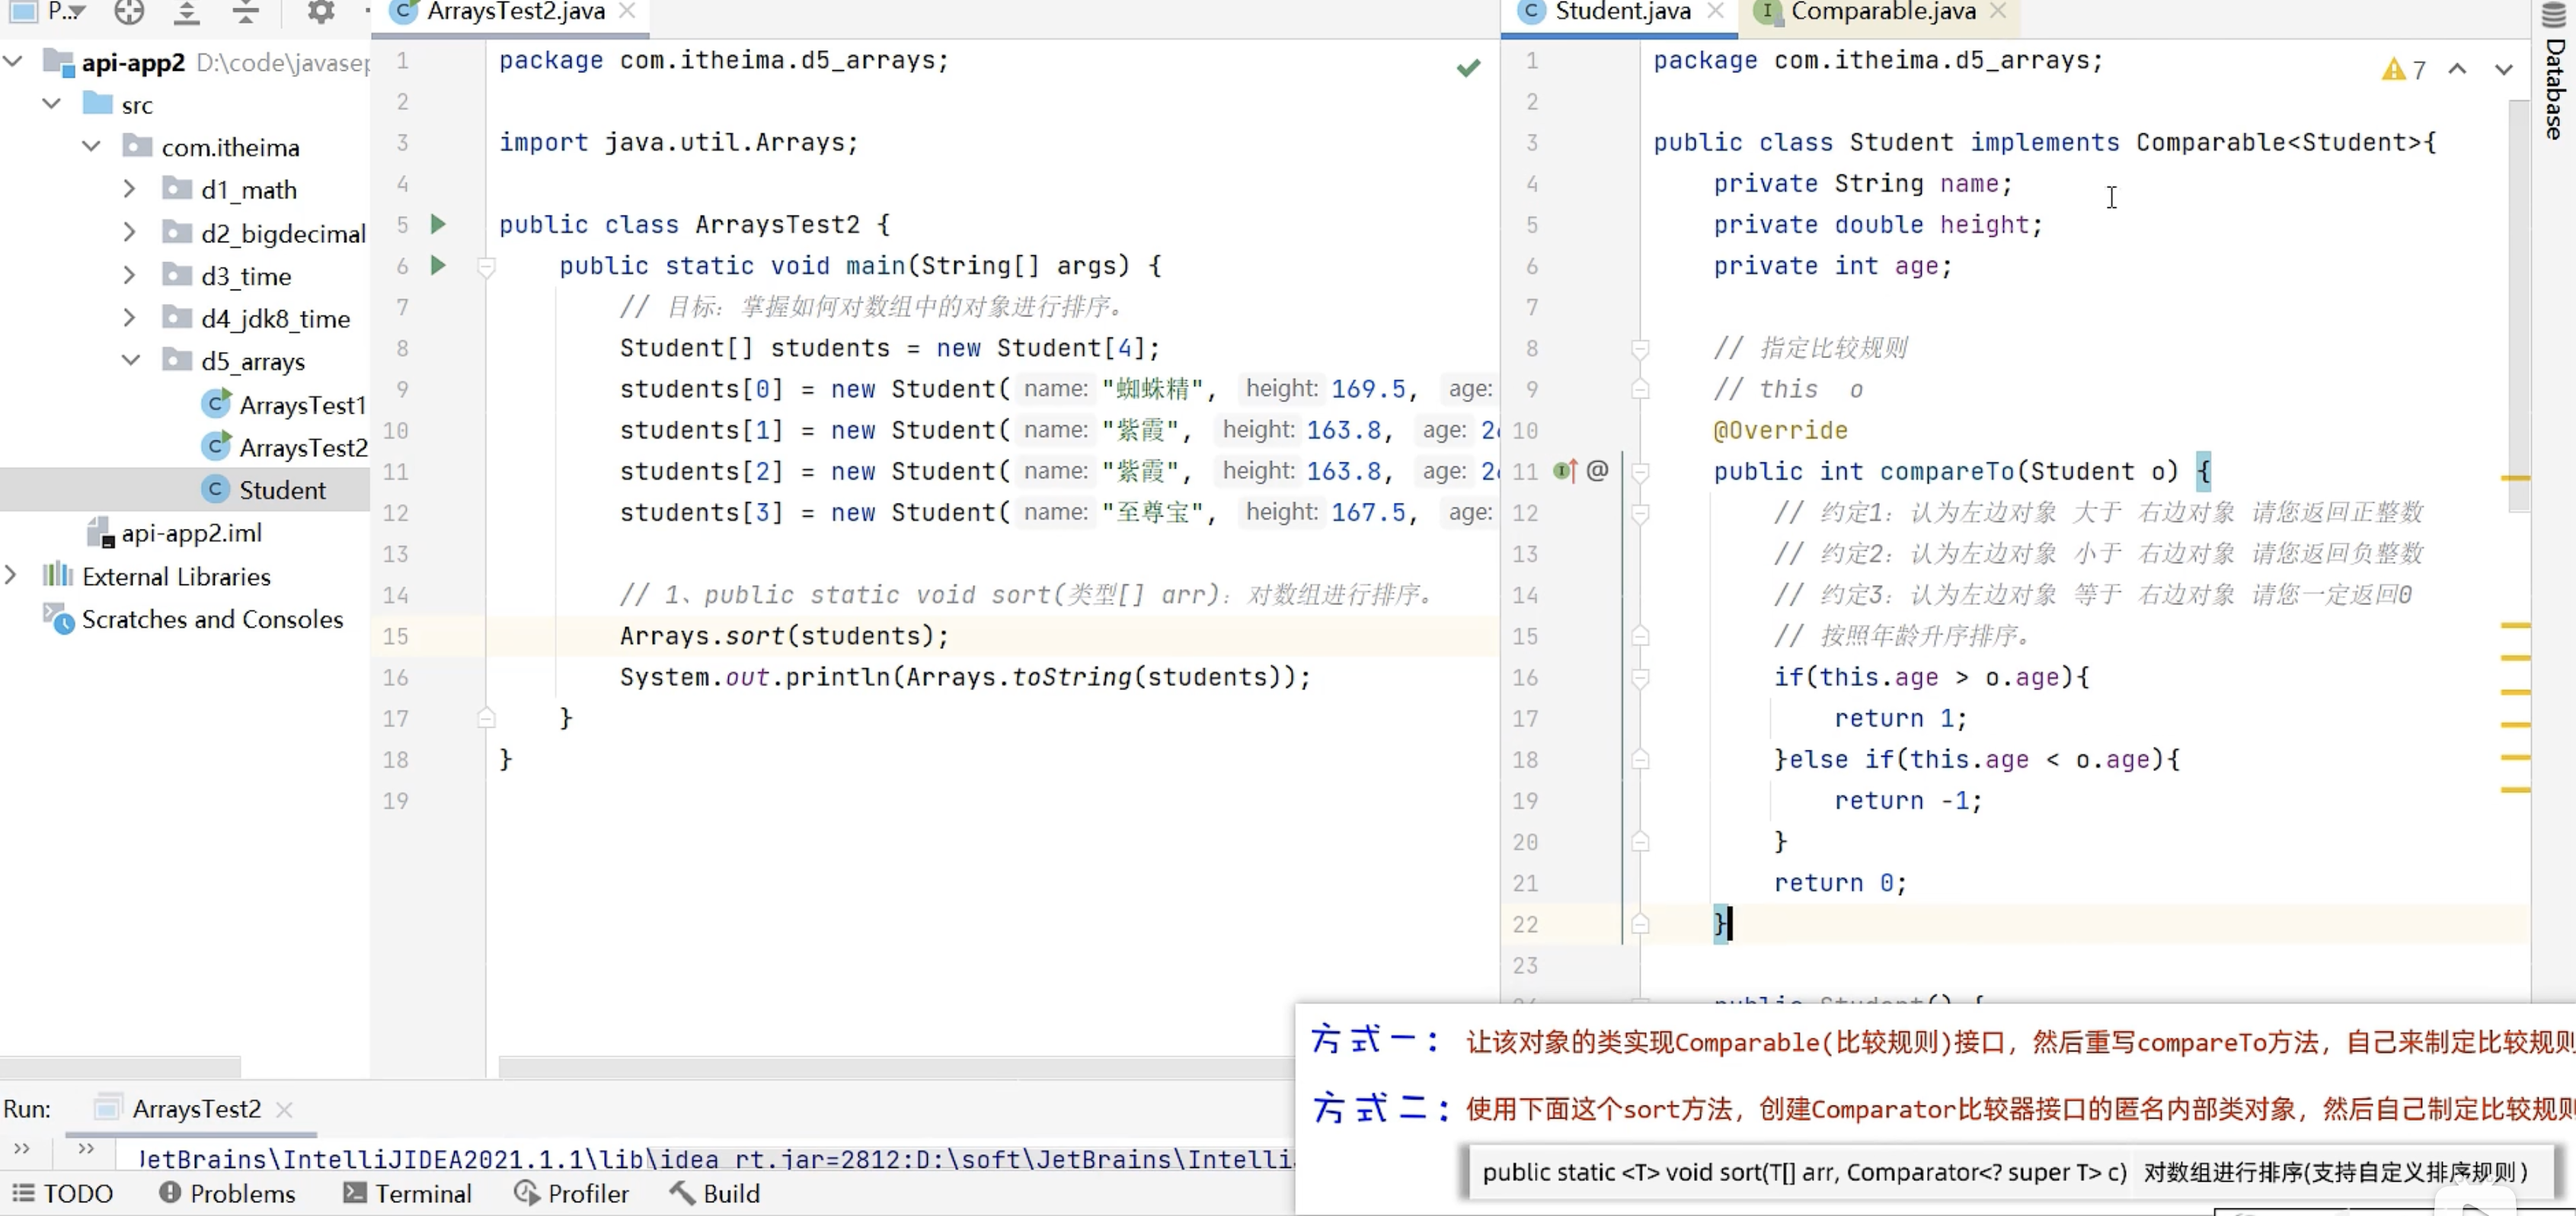 P...
api-app2 D:\code\javasep
src
com.itheima
d1_math
d2_bigdecimal
d3_time
d4_jdk8_time
d5_arrays
ArraysTest1
ArraysTest2
Student
api-app2.iml
External Libraries
Scratches and Consoles
ArraysTest2.java
1 package com.itheima.d5_arrays;
2
3 import java.util.Arrays;
4
5 public class ArraysTest2 {
6 public static void main(String[] args) {
7 // 目标：掌握如何对数组中的对象进行排序。
8 Student[] students = new Student[4];
9 students[0] = new Student( name: "蜘蛛精", height: 169.5, age:
10 students[1] = new Student( name: "紫霞", height: 163.8, age: 26
11 students[2] = new Student( name: "紫霞", height: 163.8, age: 26
12 students[3] = new Student( name: "至尊宝", height: 167.5, age:
13
14 // 1、public static void sort(类型[] arr)：对数组进行排序。
15 Arrays.sort(students);
16 System.out.println(Arrays.toString(students));
17 }
18 }
19
Student.java
Comparable.java
7
1 package com.itheima.d5_arrays;
2
3 public class Student implements Comparable<Student>{
4 private String name;
5 private double height;
6 private int age;
7
8 // 指定比较规则
9 // this o
10 @Override
11 public int compareTo(Student o) {
12 // 约定1：认为左边对象 大于 右边对象 请您返回正整数
13 // 约定2：认为左边对象 小于 右边对象 请您返回负整数
14 // 约定3：认为左边对象 等于 右边对象 请您一定返回0
15 // 按照年龄升序排序。
16 if(this.age > o.age){
17 return 1;
18 }else if(this.age < o.age){
19 return -1;
20 }
21 return 0;
22 }
23
public Student() {
Database
方式一： 让该对象的类实现Comparable(比较规则)接口，然后重写compareTo方法，自己来制定比较规则
方式二： 使用下面这个sort方法，创建Comparator比较器接口的匿名内部类对象，然后自己制定比较规则
public static <T> void sort(T[] arr, Comparator<? super T> c) 对数组进行排序(支持自定义排序规则)
Run: ArraysTest2
JetBrains\IntelliJIDEA2021.1.1\lib\idea_rt.jar=2812:D:\soft\JetBrains\Intelli
TODO Problems Terminal Profiler Build